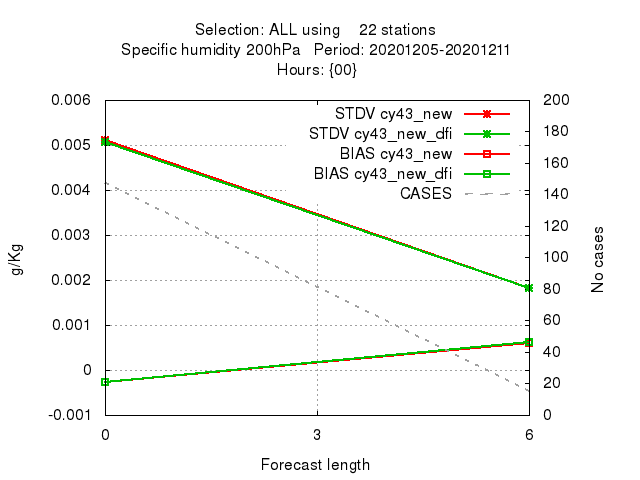 Selection: ALL using 22 stations
Specific humidity 200hPa Period: 20201205-20201211
Hours: {00}
0.006
0.005
0.004
0.003
0.002
0.001
0
-0.001
g/Kg
STDV cy43_new
STDV cy43_new_dfi
BIAS cy43_new
BIAS cy43_new_dfi
CASES
200
180
160
140
120
100
80
60
40
20
0
No cases
0 3 6
Forecast length